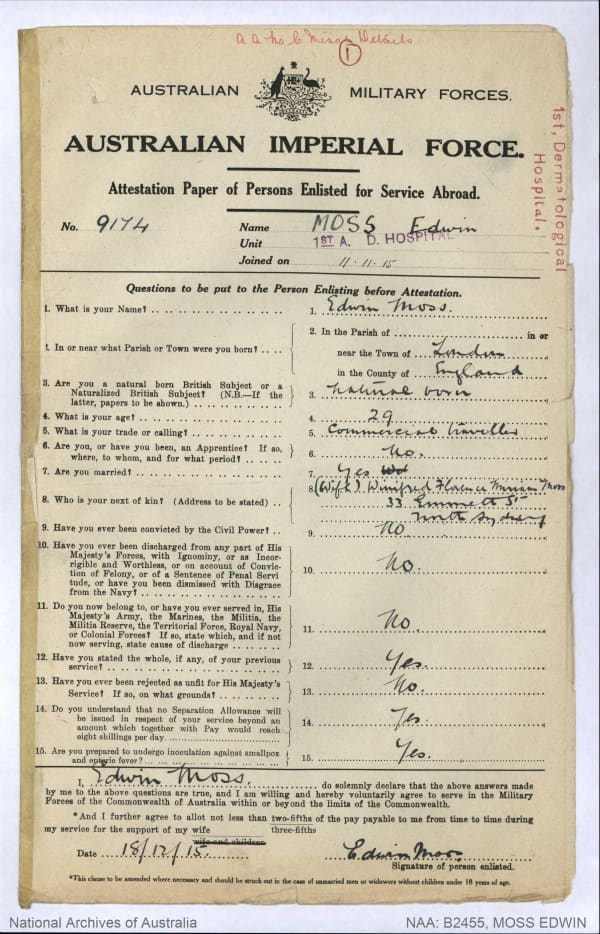 A.A.M.C. Misc. Details
1
AUSTRALIAN MILITARY FORCES.
AUSTRALIAN IMPERIAL FORCE.
Attestation Paper of Persons Enlisted for Service Abroad.
1st, Dermatological
Hospital.
No. 9174 Name MOSS Edwin
Unit 1ST A. D. HOSPITAL
Joined on 11.11.15
Questions to be put to the Person Enlisting before Attestation.
1. What is your Name? 1. Edwin Moss.
2. In the Parish of in or
2. In or near what Parish or Town were you born? near the Town of London
in the County of England
3. Are you a natural born British Subject or a
Naturalized British Subject? (N.B.—If the
latter, papers to be shown.) 3. Natural born
4. What is your age? 4. 29
5. What is your trade or calling? 5. Commercial Traveller
6. Are you, or have you been, an Apprentice? If so,
where, to whom, and for what period? 6. No.
7. Are you married? 7. Yes
8. Who is your next of kin? (Address to be stated) 8. (Wife) Winifred Florence Miriam Moss
33 Emmett St
North Sydney
9. Have you ever been convicted by the Civil Power? 9. No
10. Have you ever been discharged from any part of His
Majesty's Forces, with Ignominy, or as Incor-
rigible and Worthless, or on account of Convic-
tion of Felony, or of a Sentence of Penal Servi
tude, or have you been dismissed with Disgrace
from the Navy? 10. No.
11. Do you now belong to, or have you ever served in, His
Majesty's Army, the Marines, the Militia, the
Militia Reserve, the Territorial Force, Royal Navy,
or Colonial Forces? If so, state which, and if not
now serving, state cause of discharge 11. No.
12. Have you stated the whole, if any, of your previous
service? 12. Yes.
13. Have you ever been rejected as unfit for His Majesty's
Service? If so, on what grounds? 13. No.
14. Do you understand that no Separation Allowance will
be issued in respect of your service beyond an
amount which together with Pay would reach
eight shillings per day. 14. Yes.
15. Are you prepared to undergo inoculation against smallpox
and enteric fever? 15. Yes.
I, Edwin Moss. do solemnly declare that the above answers made
by me to the above questions are true, and I am willing and hereby voluntarily agree to serve in the Military
Forces of the Commonwealth of Australia within or beyond the limits of the Commonwealth.
*And I further agree to allot not less than two-fifths of the pay payable to me from time to time during
my service for the support of my wife three-fifths
wife and children
Date 18/12/15. Edwin Moss.
Signature of person enlisted.
*This clause to be amended where necessary and should be struck out in the case of unmarried men or widowers without children under 18 years of age.
National Archives of Australia NAA: B2455, MOSS EDWIN